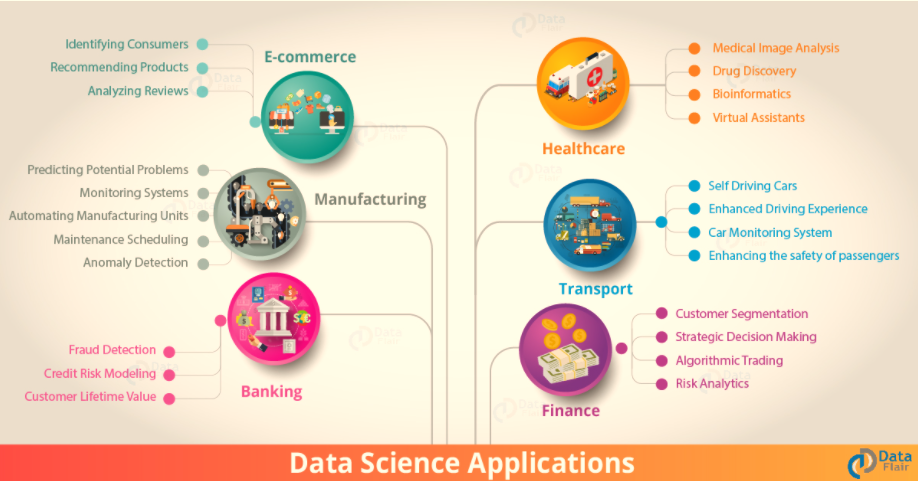 E-commerce
Identifying Consumers
Recommending Products
Analyzing Reviews
Manufacturing
Predicting Potential Problems
Monitoring Systems
Automating Manufacturing Units
Maintenance Scheduling
Anomaly Detection
Banking
Fraud Detection
Credit Risk Modeling
Customer Lifetime Value
Healthcare
Medical Image Analysis
Drug Discovery
Bioinformatics
Virtual Assistants
Transport
Self Driving Cars
Enhanced Driving Experience
Car Monitoring System
Enhancing the safety of passengers
Finance
Customer Segmentation
Strategic Decision Making
Algorithmic Trading
Risk Analytics
Data Science Applications
Data
Flair